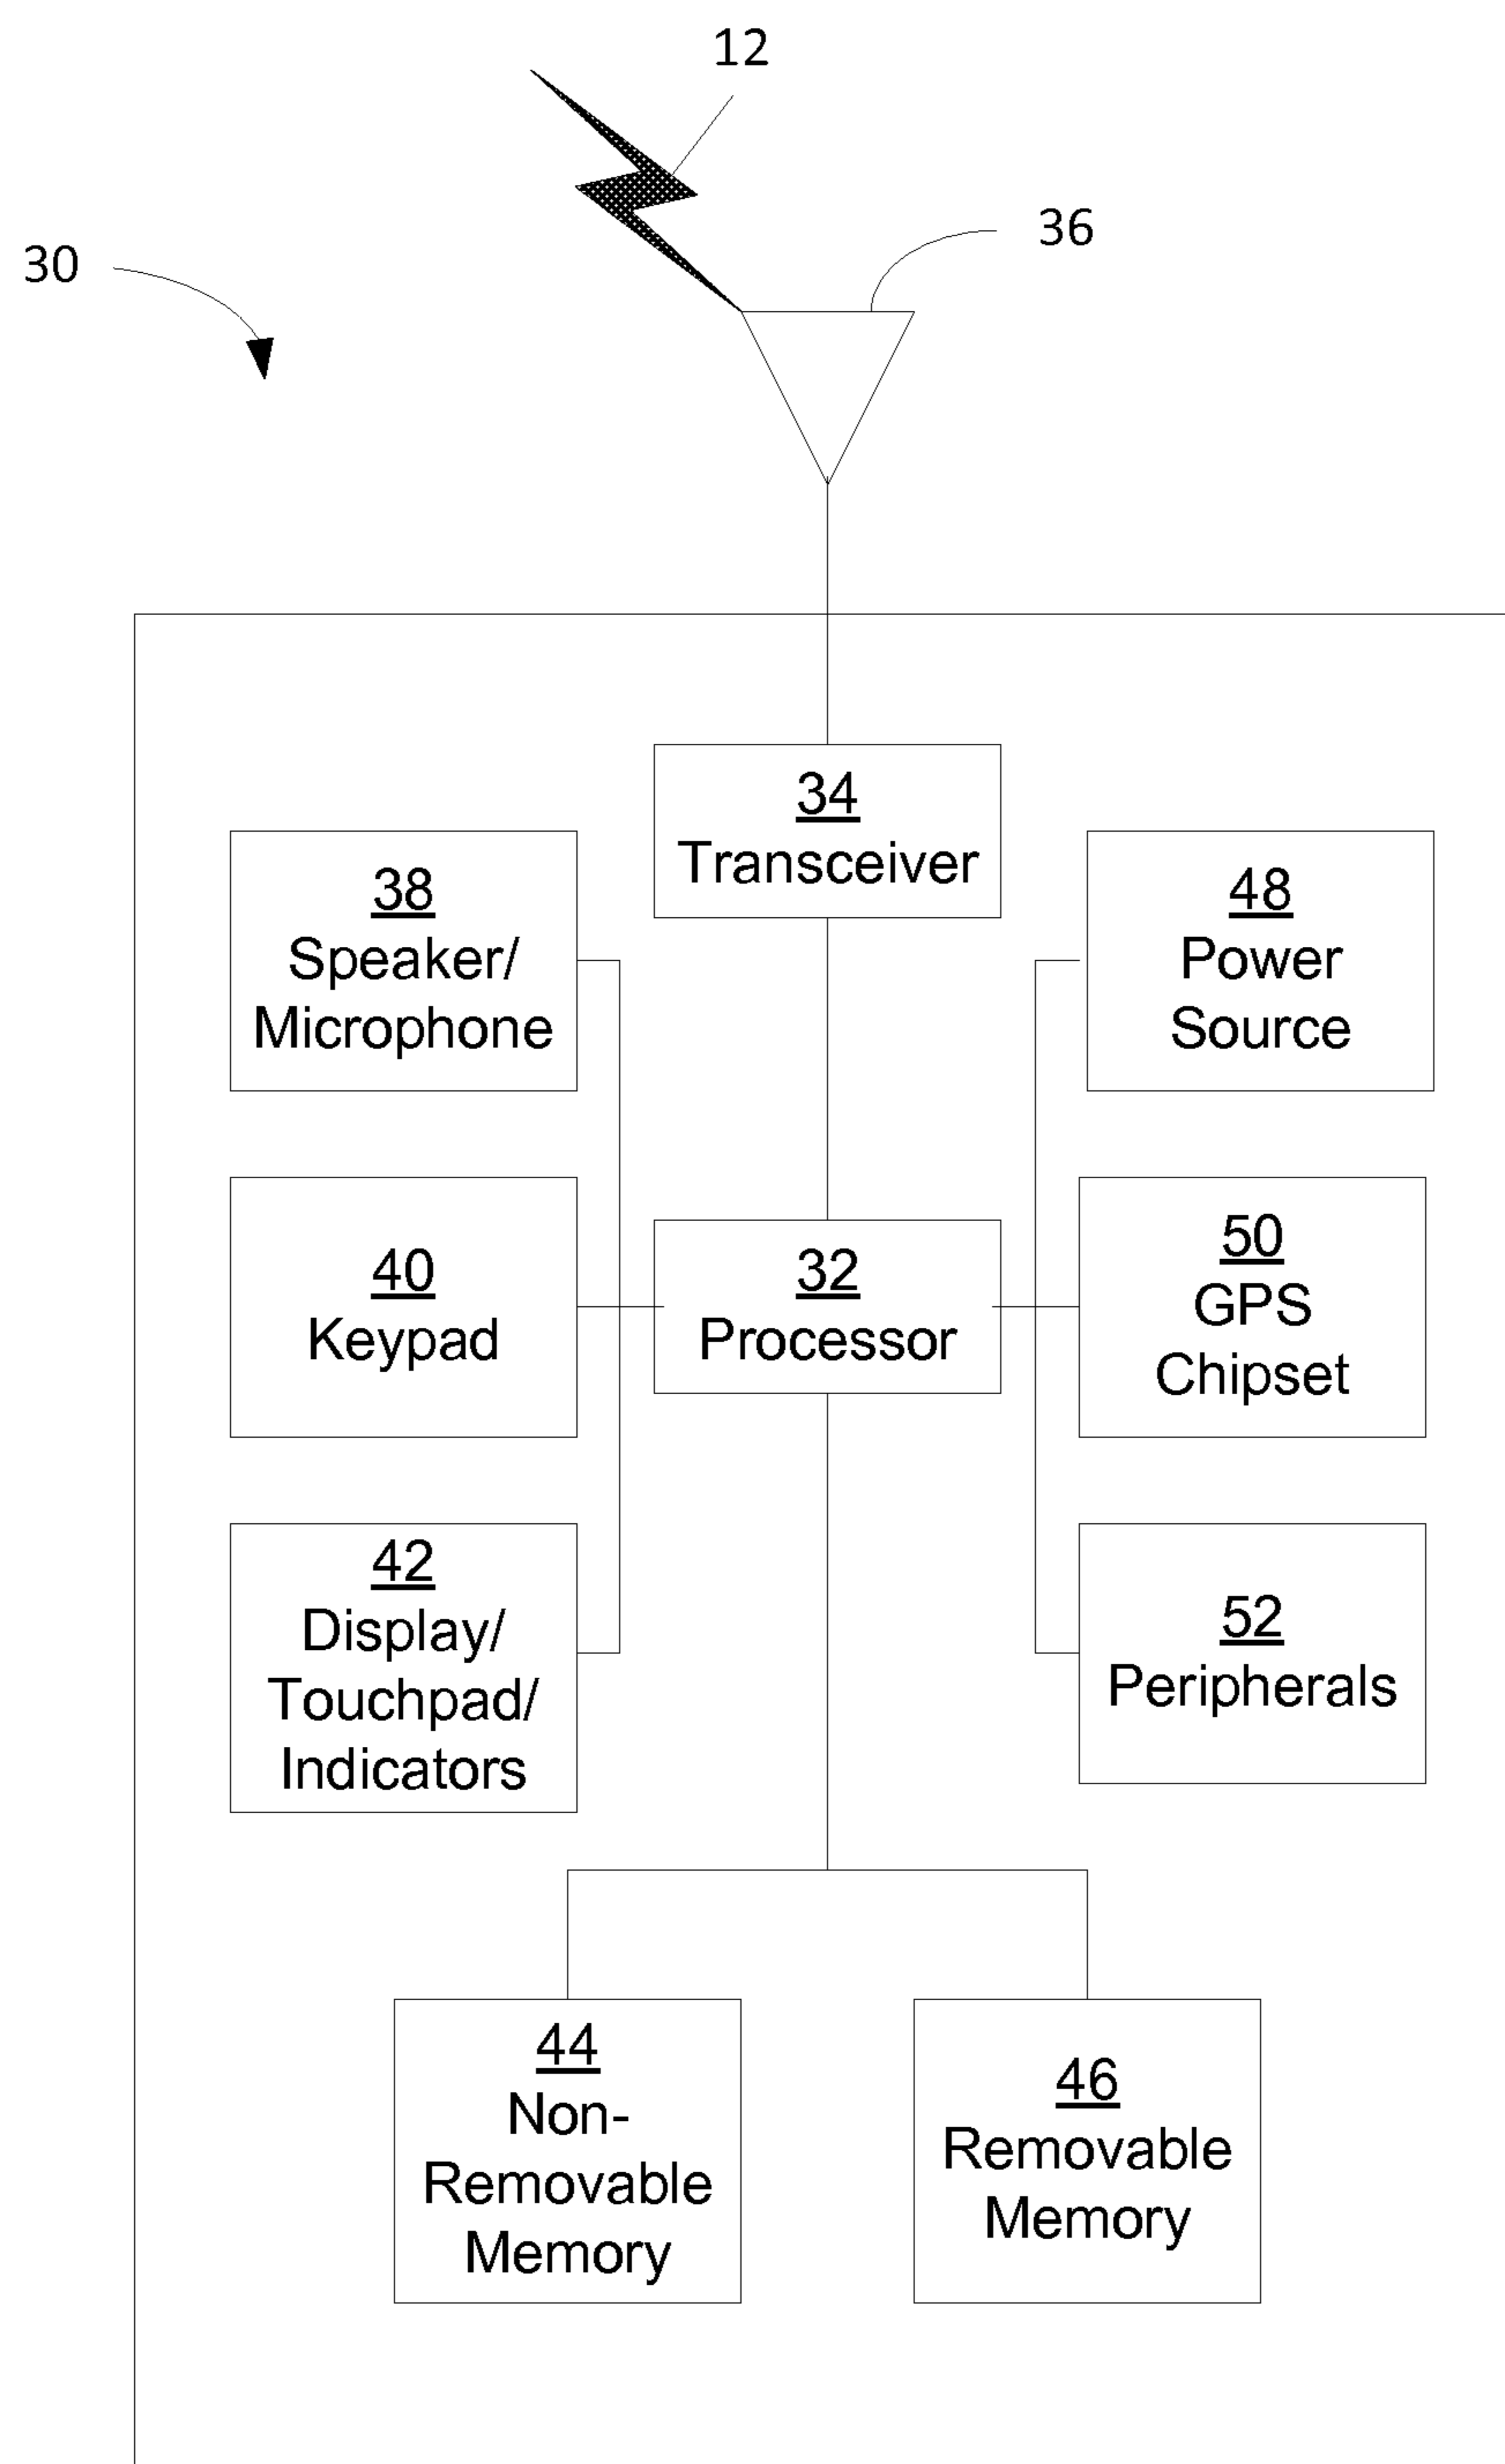 12
36
30
34
Transceiver
38
Speaker/
Microphone
48
Power
Source
40
Keypad
32
Processor
50
GPS
Chipset
42
Display/
Touchpad/
Indicators
52
Peripherals
44
Non-
Removable
Memory
46
Removable
Memory